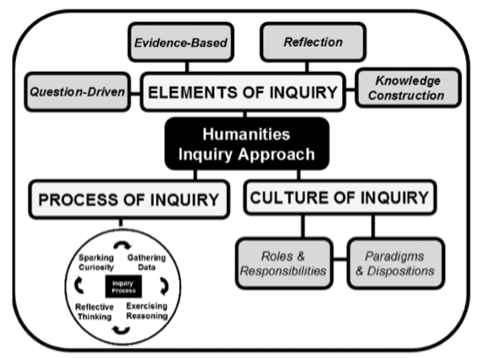 Evidence-Based
Reflection
Question-Driven
ELEMENTS OF INQUIRY
Knowledge
Construction
Humanities
Inquiry Approach
PROCESS OF INQUIRY
CULTURE OF INQUIRY
Sparking
Curiosity
Gathering
Data
Inquiry
Process
Reflective
Thinking
Exercising
Reasoning
Roles &
Responsibilities
Paradigms
& Dispositions